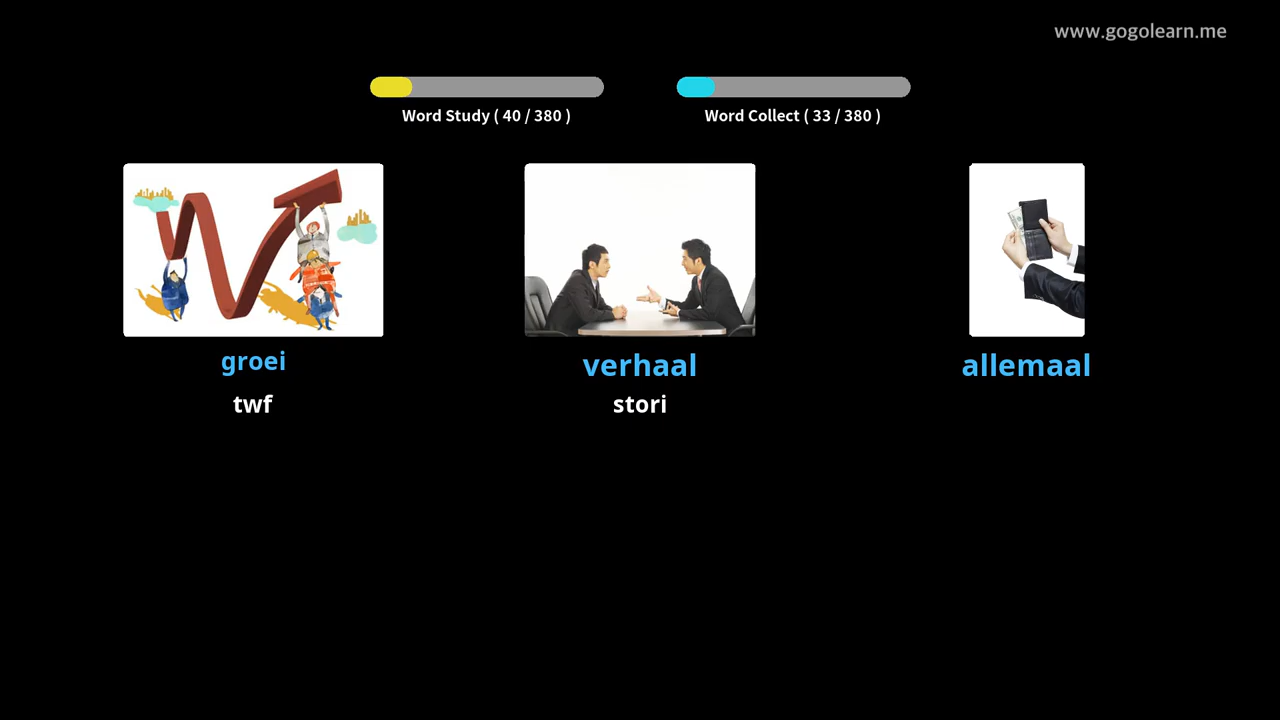 www.gogolearn.me
Word Study ( 40 / 380 )
Word Collect ( 33 / 380 )
groei
verhaal
allemaal
twf
stori